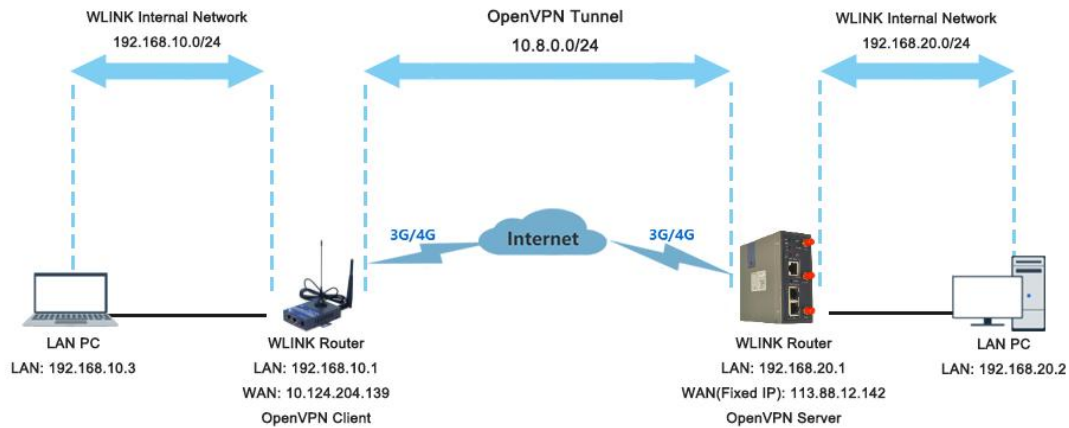 WLINK Internal Network
192.168.10.0/24
OpenVPN Tunnel
10.8.0.0/24
WLINK Internal Network
192.168.20.0/24
3G/4G
Internet
3G/4G
LAN PC
LAN: 192.168.10.3
WLINK Router
LAN: 192.168.10.1
WAN: 10.124.204.139
OpenVPN Client
WLINK Router
LAN: 192.168.20.1
WAN(Fixed IP): 113.88.12.142
OpenVPN Server
LAN PC
LAN: 192.168.20.2